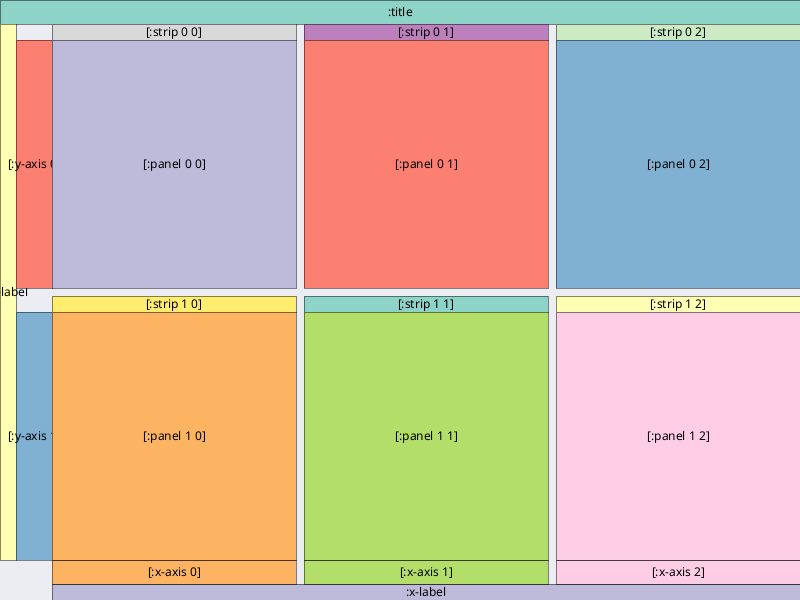 :title
[:strip 0 0]
[:strip 0 1]
[:strip 0 2]
[:y-axis
[:panel 0 0]
[:panel 0 1]
[:panel 0 2]
-label
[:strip 1 0]
[:strip 1 1]
[:strip 1 2]
[:y-axis
[:panel 1 0]
[:panel 1 1]
[:panel 1 2]
[:x-axis 0]
[:x-axis 1]
[:x-axis 2]
:x-label